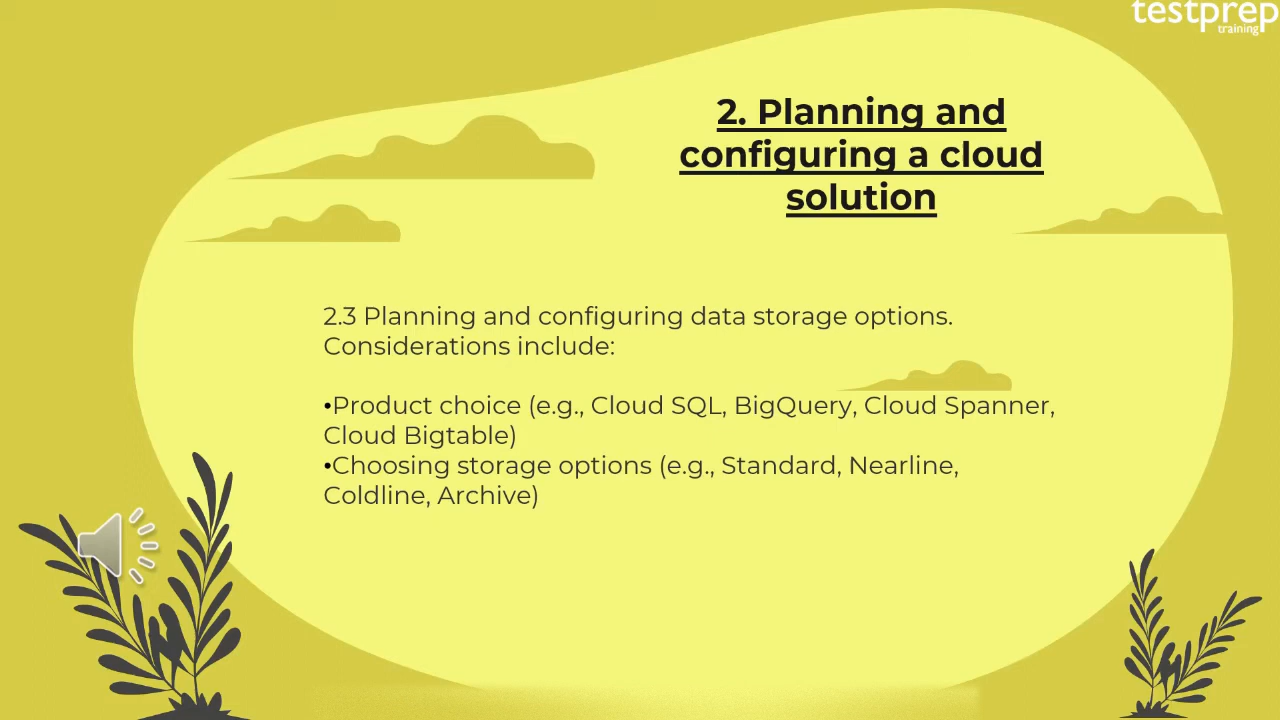 testprep
training
2. Planning and
configuring a cloud
solution
2.3 Planning and configuring data storage options.
Considerations include:
•Product choice (e.g., Cloud SQL, BigQuery, Cloud Spanner,
Cloud Bigtable)
•Choosing storage options (e.g., Standard, Nearline,
Coldline, Archive)